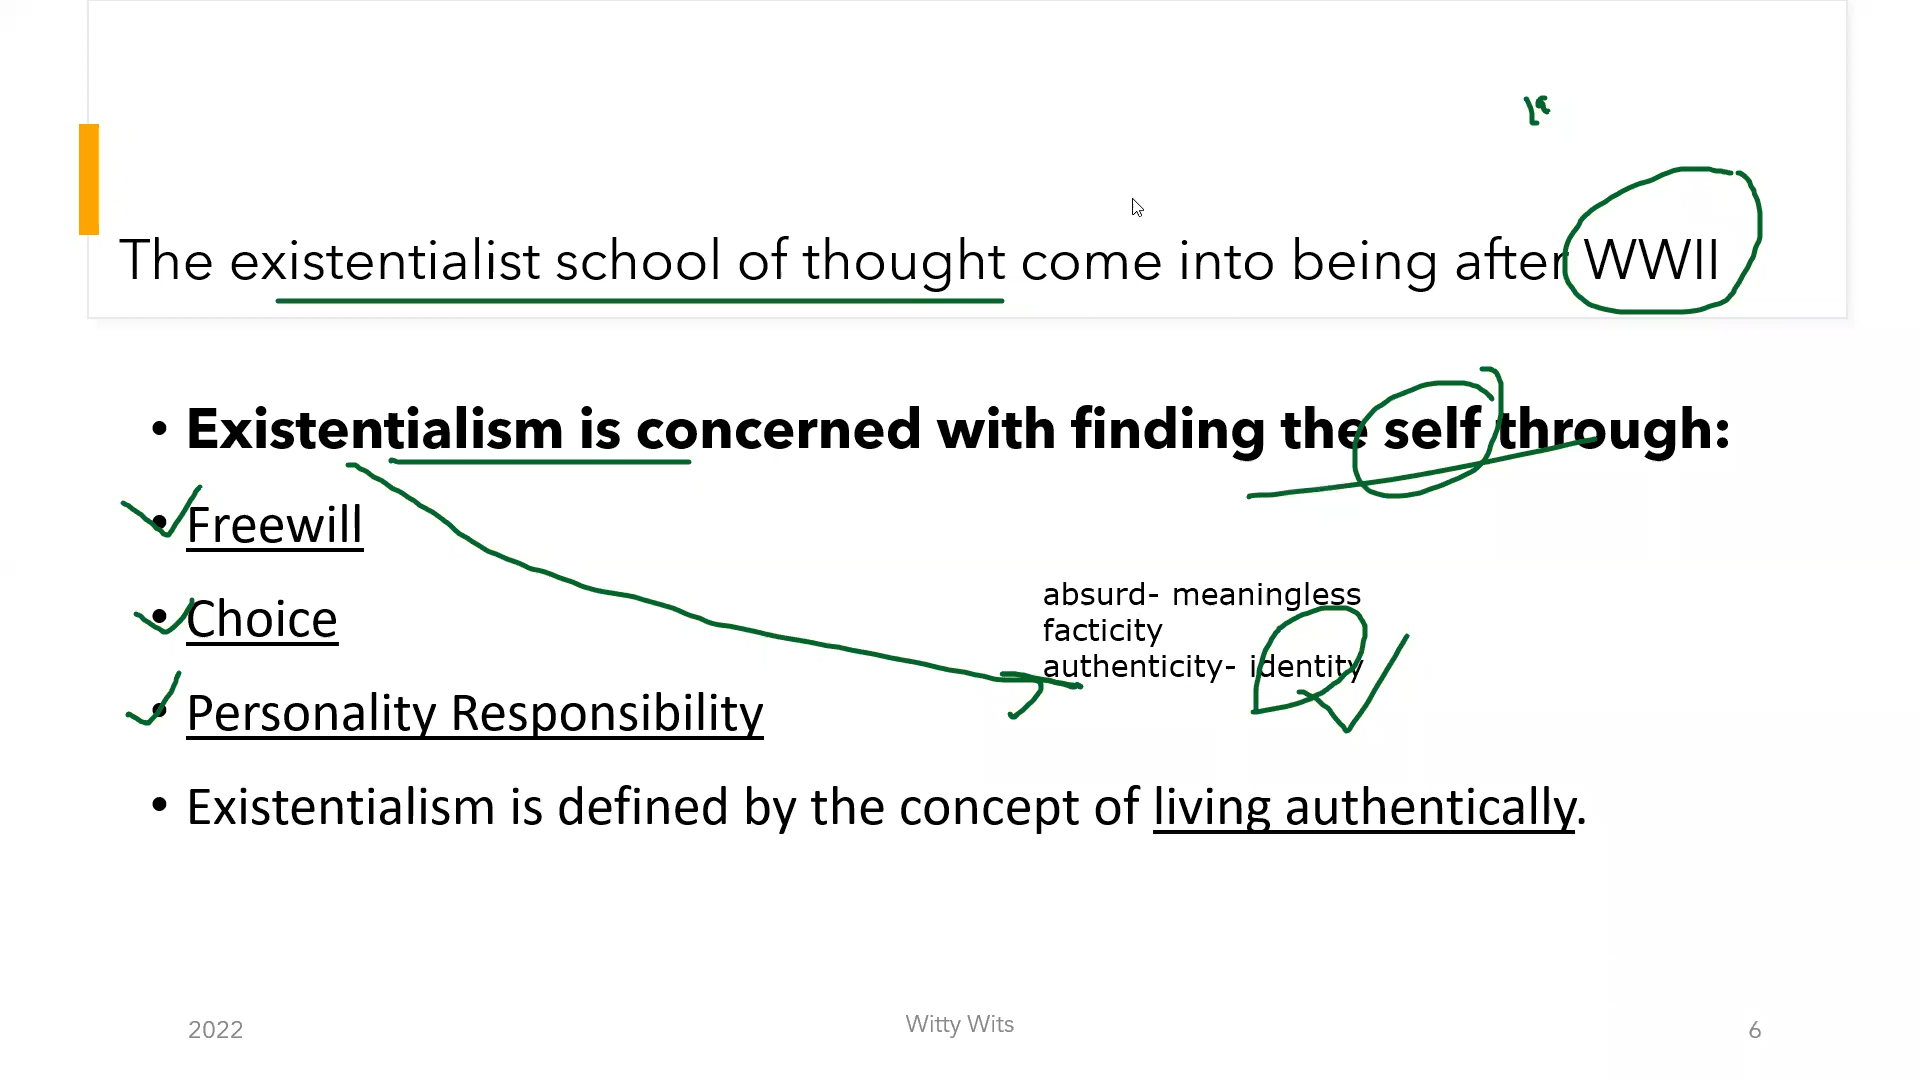 The existentialist school of thought come into being after WWII
• Existentialism is concerned with finding the self through:
• Freewill
• Choice
absurd- meaningless
facticity
authenticity- identity
• Personality Responsibility
• Existentialism is defined by the concept of living authentically.
2022
Witty Wits
6